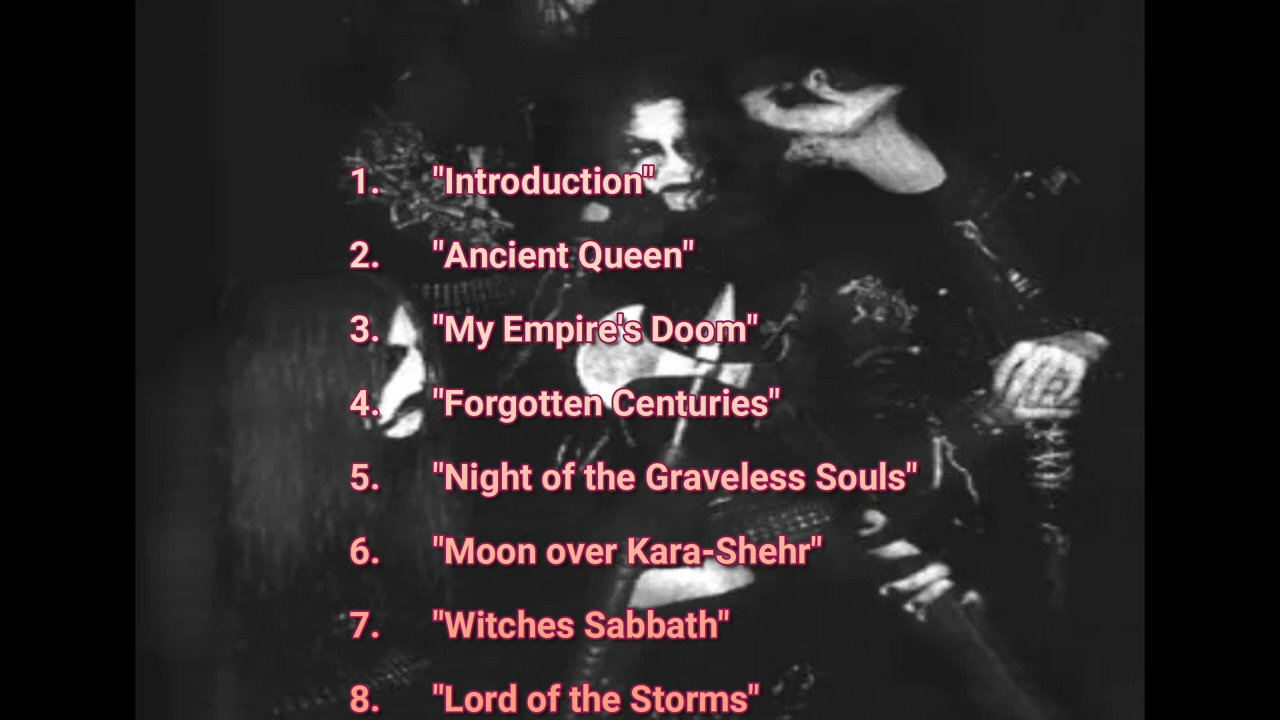 1. "Introduction"
2. "Ancient Queen"
3. "My Empire's Doom"
4. "Forgotten Centuries"
5. "Night of the Graveless Souls"
6. "Moon over Kara-Shehr"
7. "Witches Sabbath"
8. "Lord of the Storms"